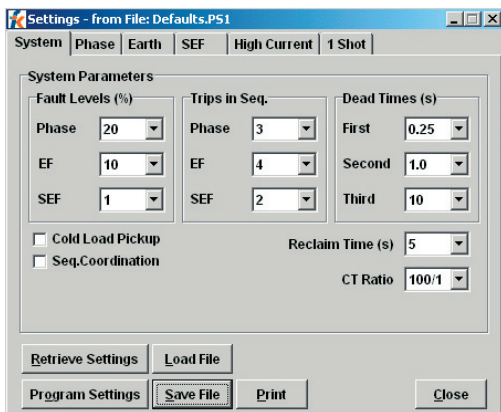 Settings - from File: Defaults.PS1
System Phase Earth SEF High Current 1 Shot
System Parameters
Fault Levels (%) Trips in Seq. Dead Times (s)
Phase 20 Phase 3 First 0.25
EF 10 EF 4 Second 1.0
SEF 1 SEF 2 Third 10
Cold Load Pickup Reclaim Time (s) 5
Seq.Coordination
CT Ratio 100/1
Retrieve Settings Load File
Program Settings Save File Print Close